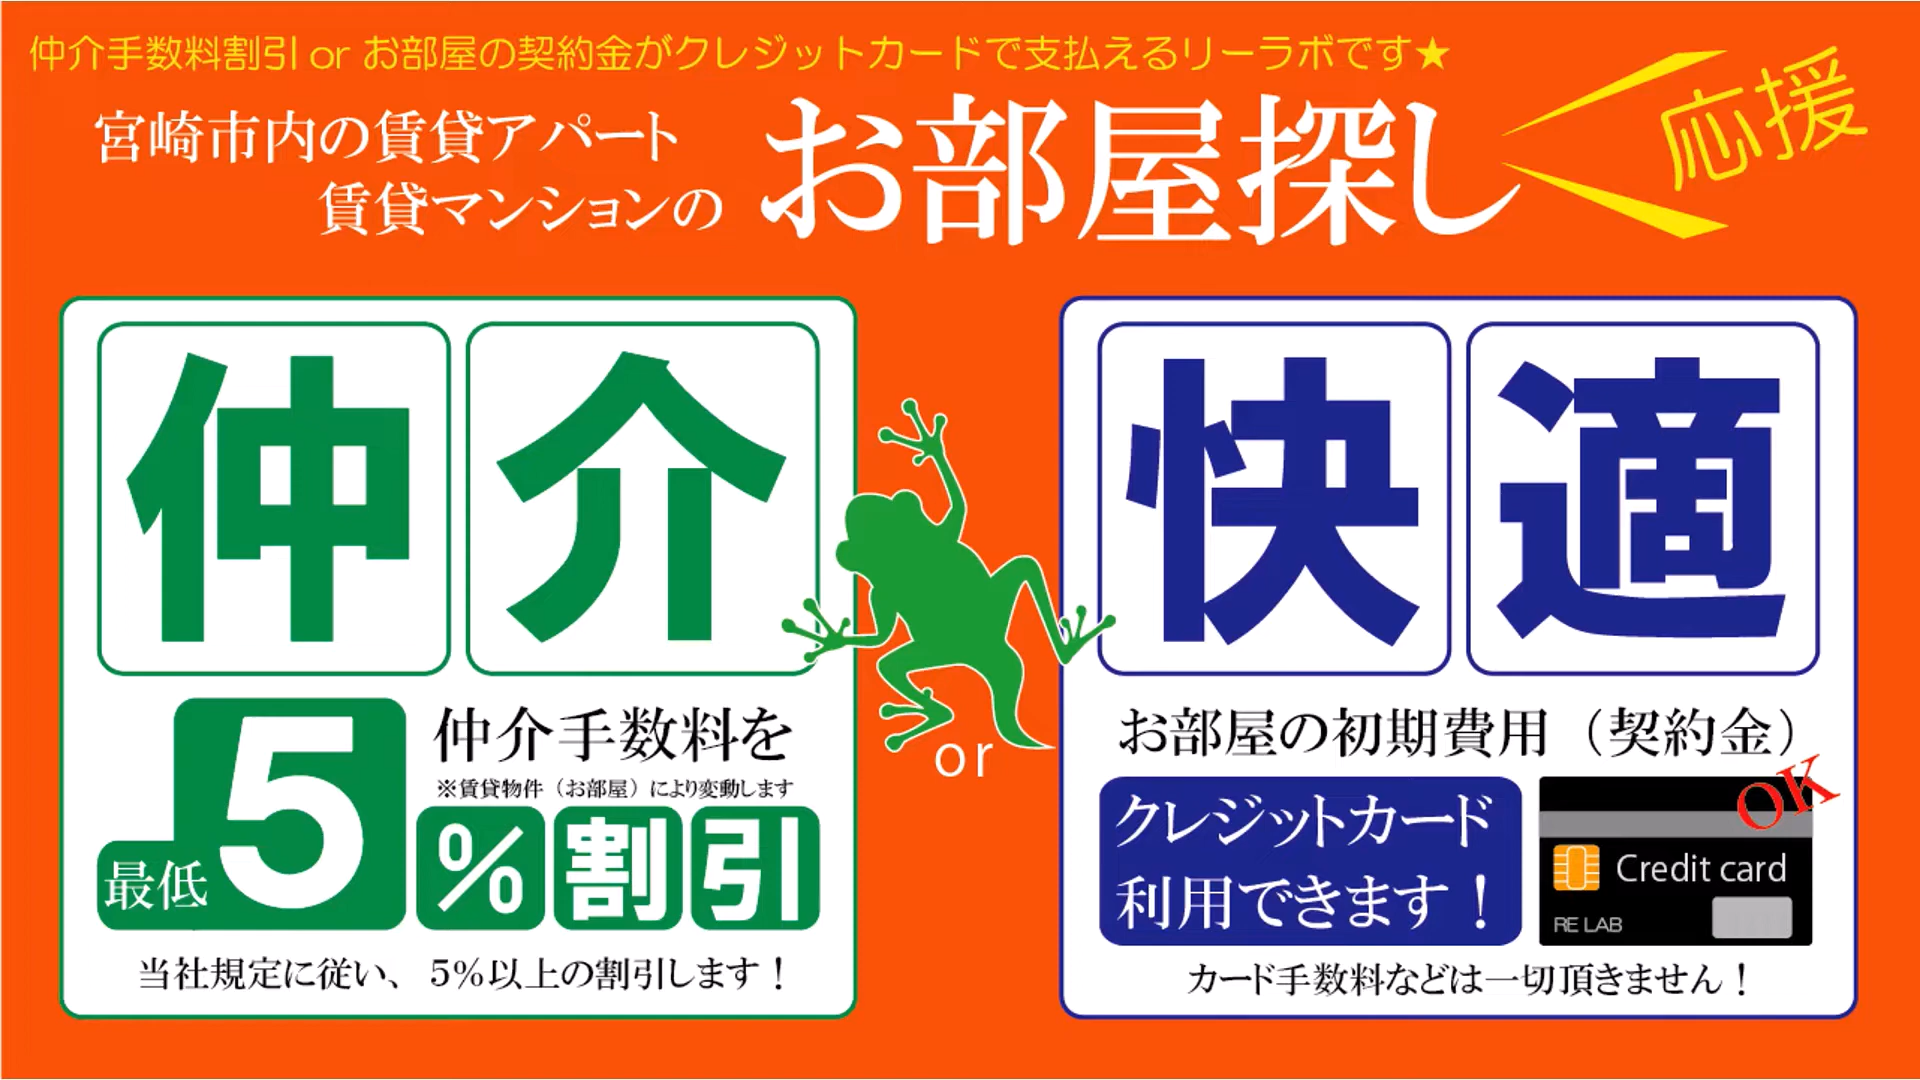 仲介手数料割引 or お部屋の契約金がクレジットカードで支払えるリーラボです★
宮崎市内の賃貸アパート
賃貸マンションの
お部屋探し
応援
仲介
最低5%割引
仲介手数料を
※賃貸物件（お部屋）により変動します
当社規定に従い、5%以上の割引します！
or
快適
お部屋の初期費用（契約金）
クレジットカード
利用できます！
OK
Credit card
RE LAB
カード手数料などは一切頂きません！